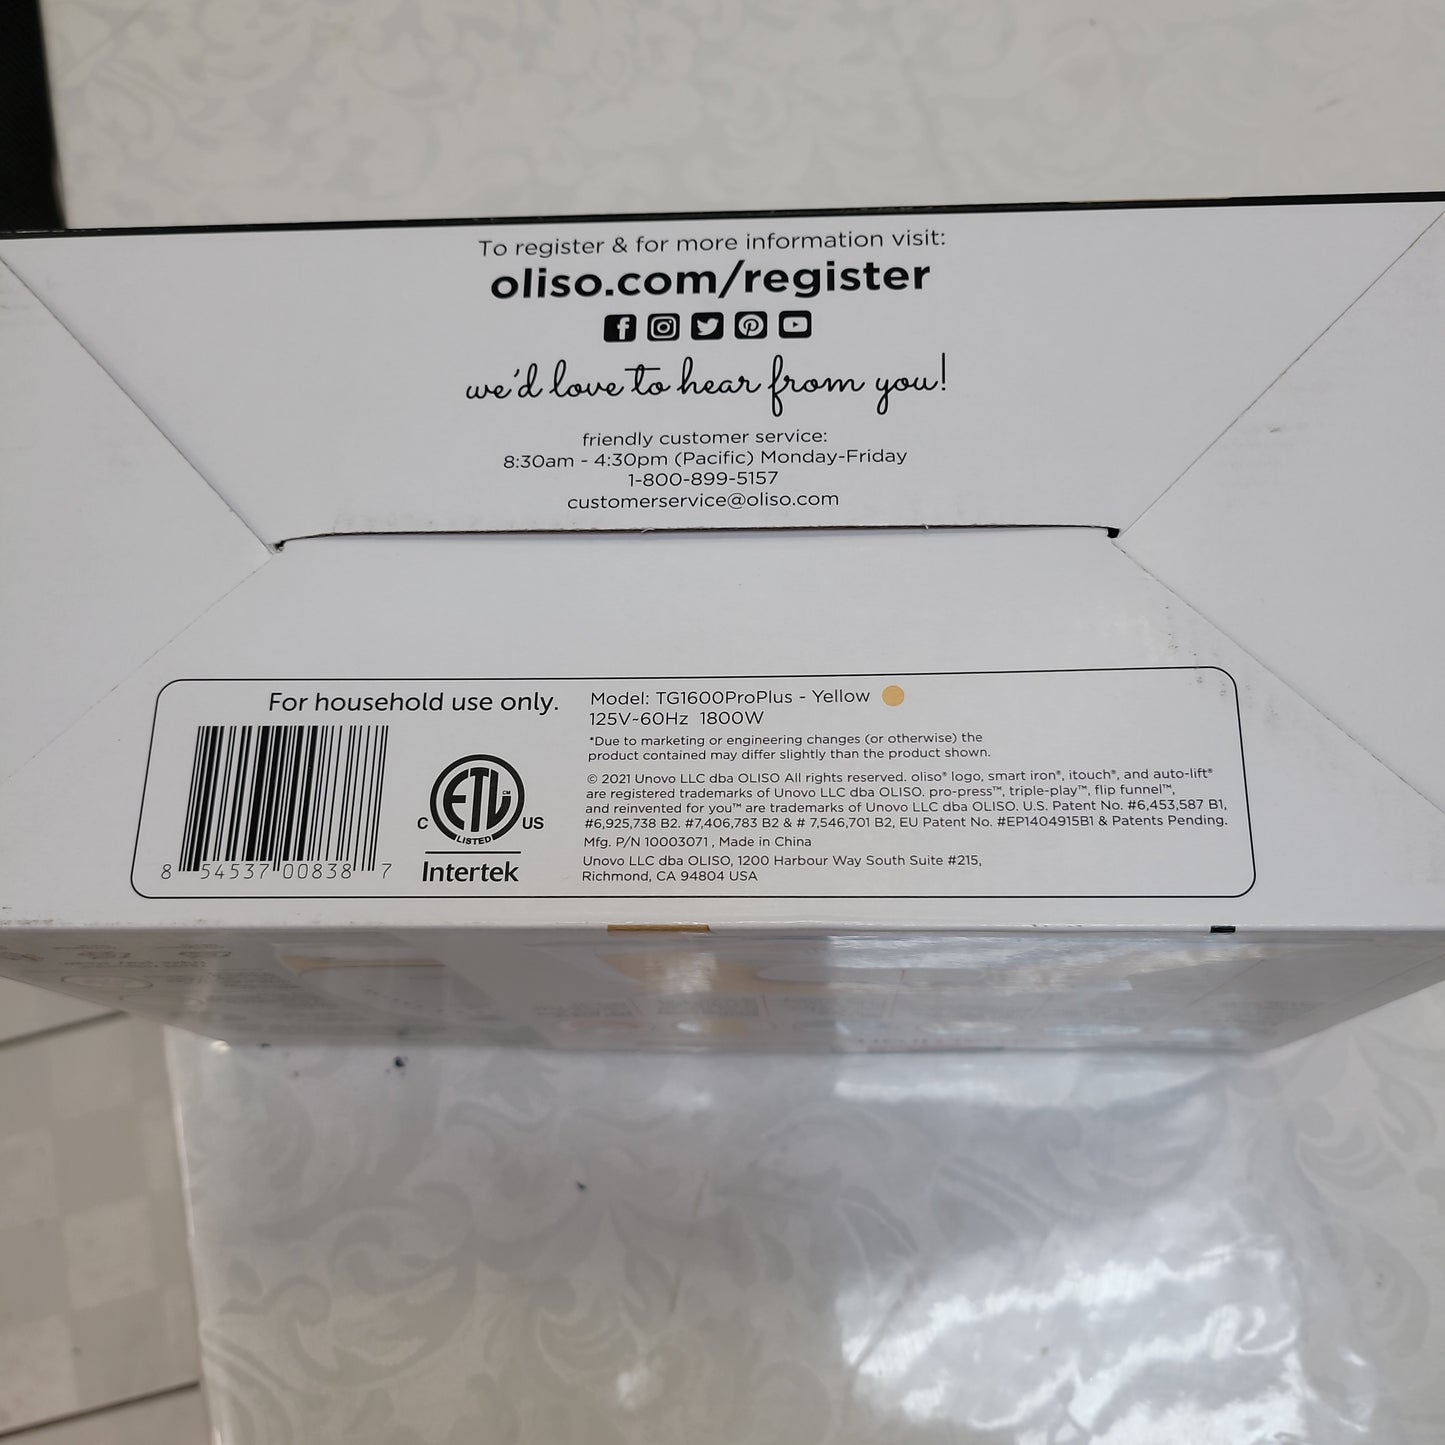 To register & for more information visit:
oliso.com/register
we'd love to hear from you!
friendly customer service:
8:30am - 4:30pm (Pacific) Monday-Friday
1-800-899-5157
customerservice@oliso.com
For household use only.
8 54537 00838 7
ETL CM
LISTED
C US
Intertek
Model: TG1600ProPlus - Yellow
125V~60Hz 1800W
*Due to marketing or engineering changes (or otherwise) the
product contained may differ slightly than the product shown.
© 2021 Unovo LLC dba OLISO All rights reserved. oliso® logo, smart iron®, itouch®, and auto-lift®
are registered trademarks of Unovo LLC dba OLISO. pro-press™, triple-play™, flip funnel™,
and reinvented for you™ are trademarks of Unovo LLC dba OLISO. U.S. Patent No. #6,453,587 B1,
#6,925,738 B2. #7,406,783 B2 & # 7,546,701 B2, EU Patent No. #EP1404915B1 & Patents Pending.
Mfg. P/N 10003071 , Made in China
Unovo LLC dba OLISO, 1200 Harbour Way South Suite #215,
Richmond, CA 94804 USA